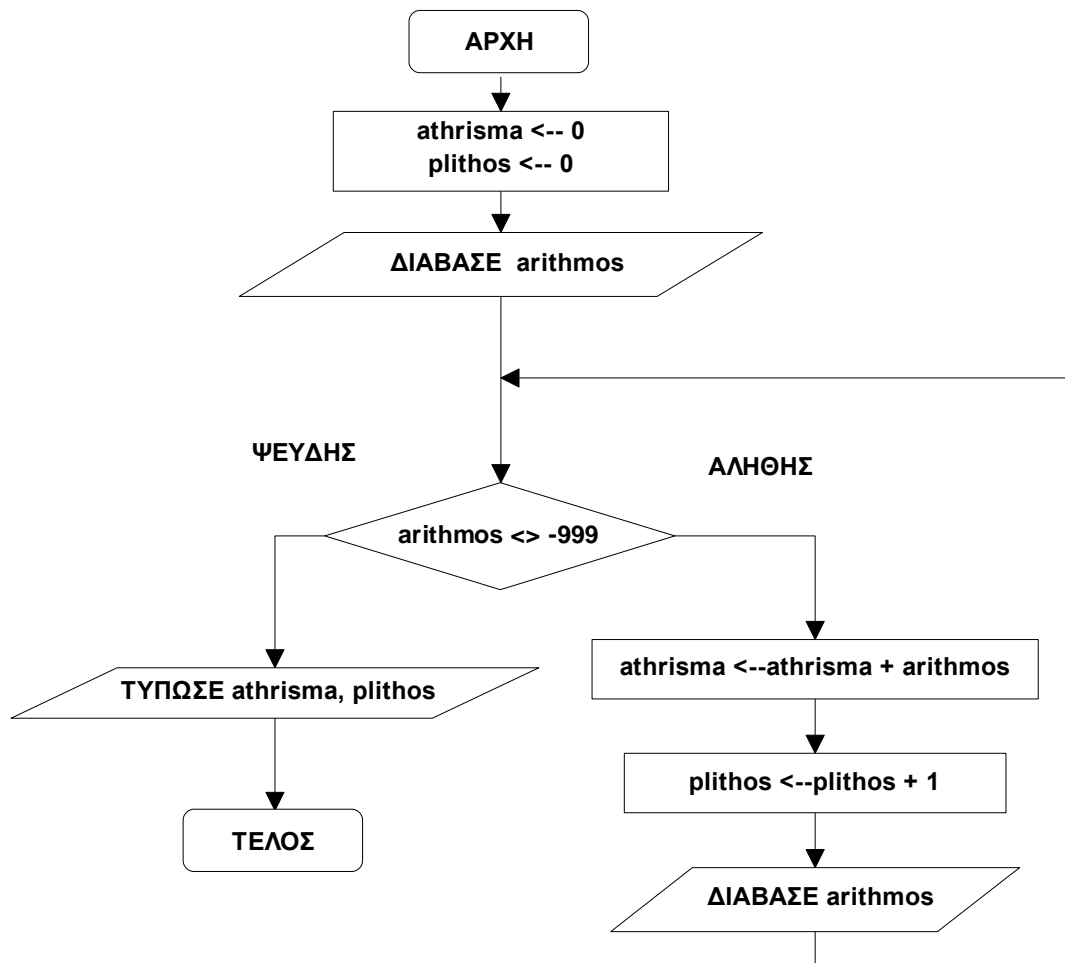 ΑΡΧΗ
athrisma <-- 0
plithos <-- 0
ΔΙΑΒΑΣΕ arithmos
ΨΕΥΔΗΣ
ΑΛΗΘΗΣ
arithmos <> -999
athrisma <--athrisma + arithmos
ΤΥΠΩΣΕ athrisma, plithos
plithos <--plithos + 1
ΤΕΛΟΣ
ΔΙΑΒΑΣΕ arithmos